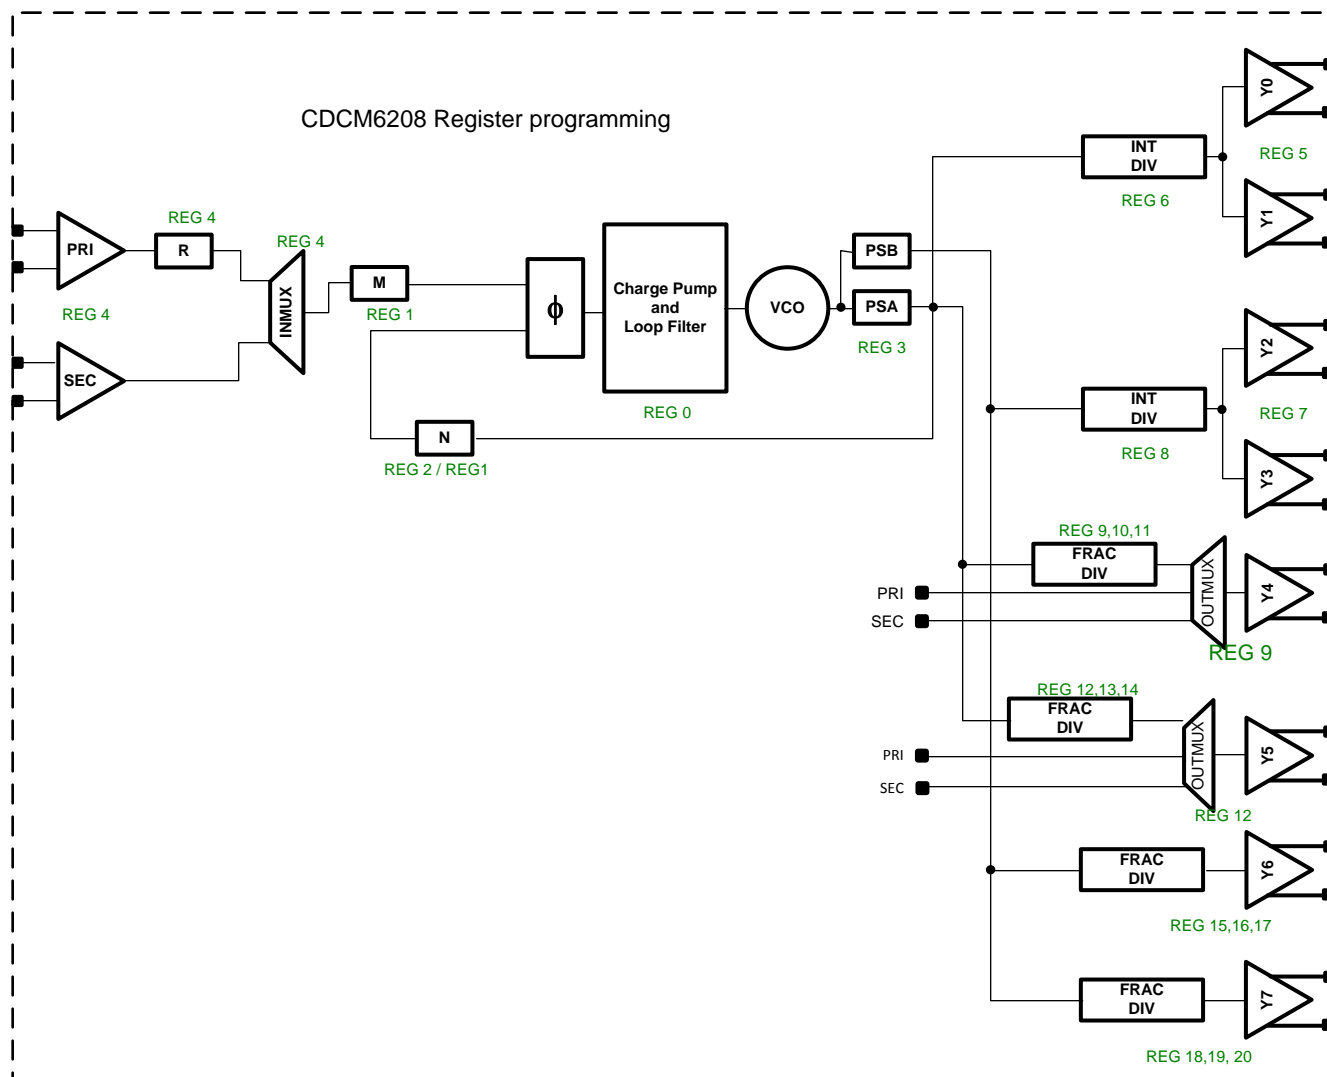 CDCM6208 Register programming
Y0
INT
DIV
REG 5
REG 6
Y1
REG 4
R
PRI
REG 4
REG 4
INMUX
M
REG 1
ϕ
Charge Pump
and
Loop Filter
REG 0
VCO
PSB
PSA
REG 3
SEC
N
REG 2 / REG1
Y2
INT
DIV
REG 7
REG 8
Y3
REG 9,10,11
FRAC
DIV
PRI
SEC
OUTMUX
Y4
REG 9
REG 12,13,14
FRAC
DIV
PRI
SEC
OUTMUX
Y5
REG 12
FRAC
DIV
Y6
REG 15,16,17
FRAC
DIV
Y7
REG 18,19, 20